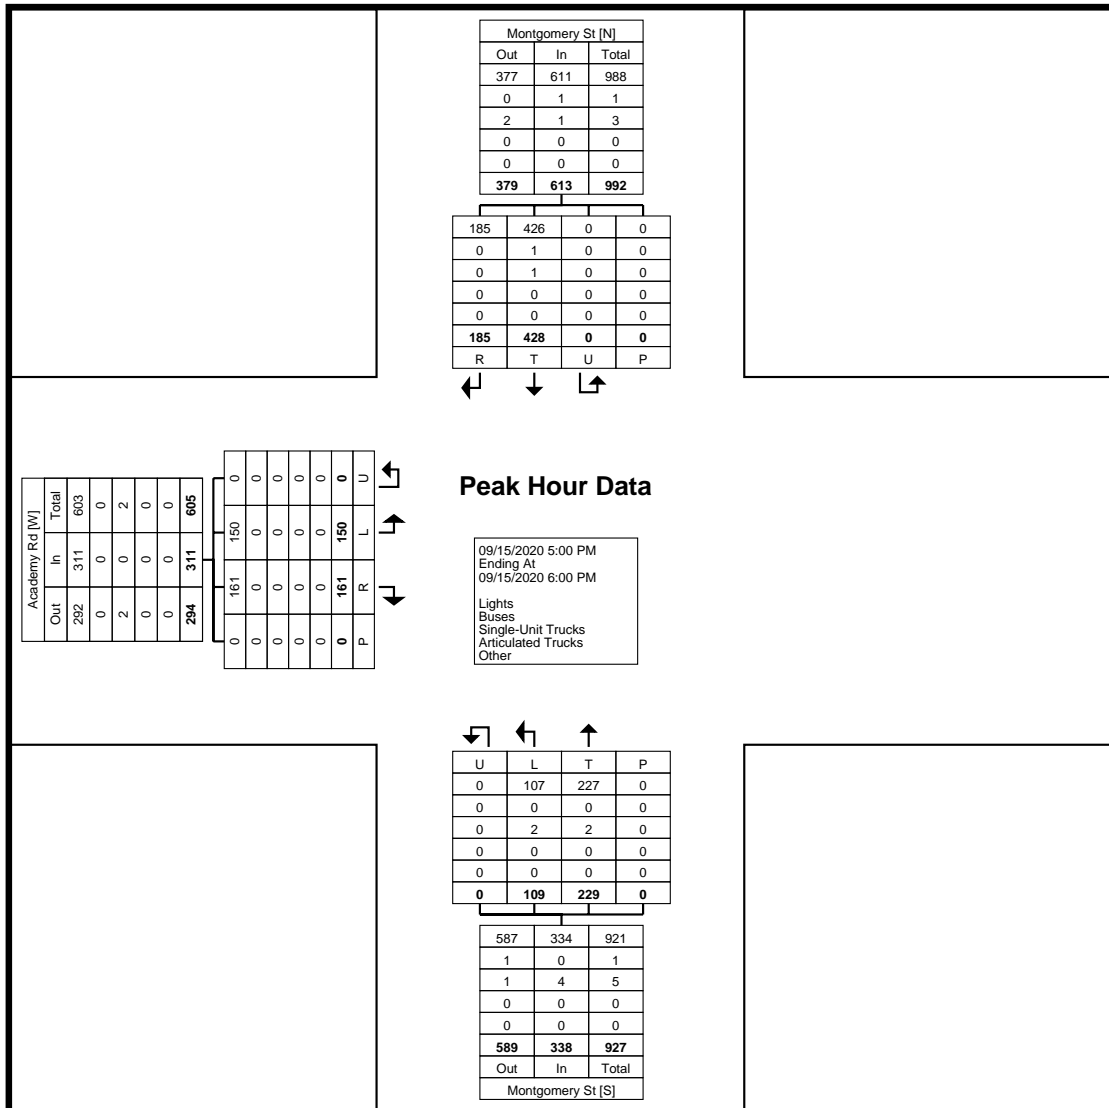 Montgomery St [N]
Out In Total
377 611 988
0 1 1
2 1 3
0 0 0
0 0 0
379 613 992
185 426 0 0
0 1 0 0
0 1 0 0
0 0 0 0
0 0 0 0
185 428 0 0
R T U P
Academy Rd [W]
Out In Total
292 311 603
0 0 0
2 0 2
0 0 0
0 0 0
294 311 605
0 161 150 0
0 0 0 0
0 0 0 0
0 0 0 0
0 0 0 0
0 161 150 0
P R L U
Peak Hour Data
09/15/2020 5:00 PM
Ending At
09/15/2020 6:00 PM
Lights
Buses
Single-Unit Trucks
Articulated Trucks
Other
U L T P
0 107 227 0
0 0 0 0
0 2 2 0
0 0 0 0
0 0 0 0
0 109 229 0
587 334 921
1 0 1
1 4 5
0 0 0
0 0 0
589 338 927
Out In Total
Montgomery St [S]